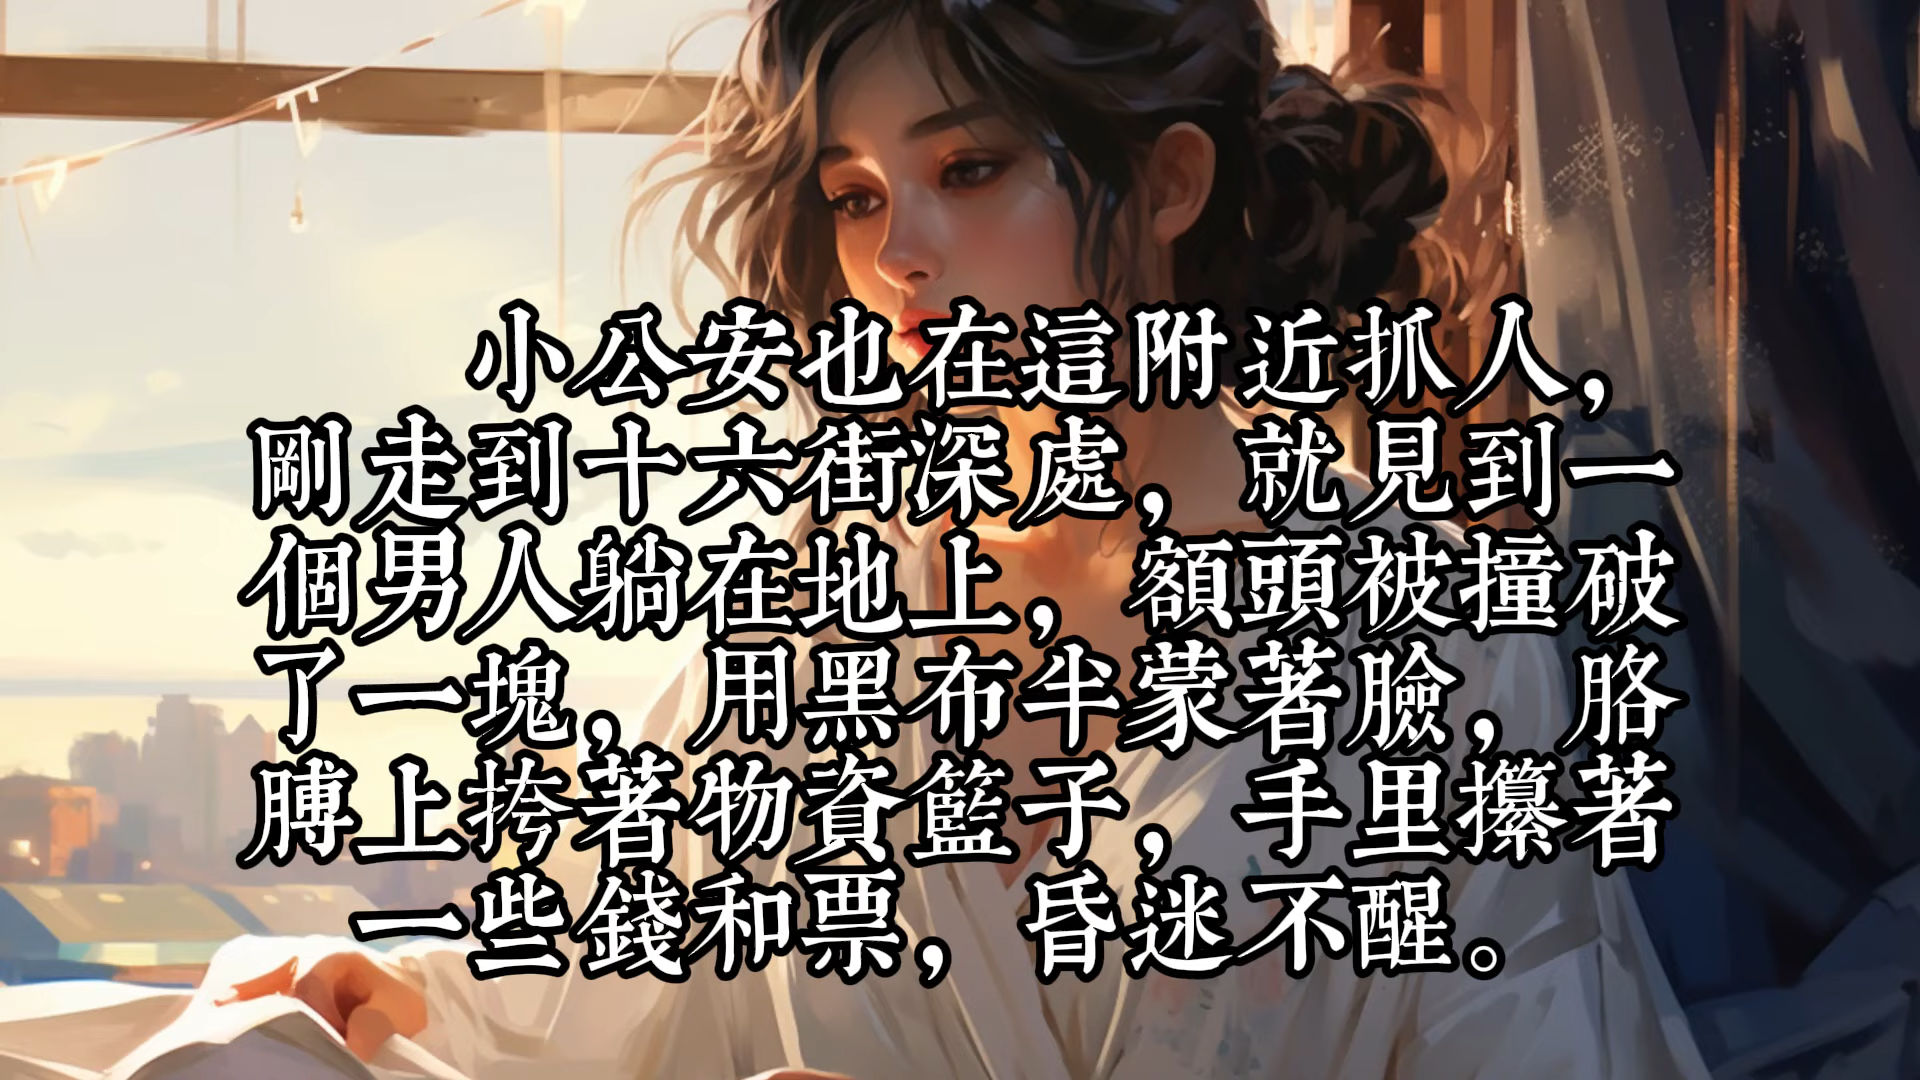 小公安也在這附近抓人，
剛走到十六街深處，就見到一
個男人躺在地上，額頭被撞破
了一塊，用黑布半蒙著臉，胳
膊上挎著物資籃子，手里攥著
一些錢和票，昏迷不醒。